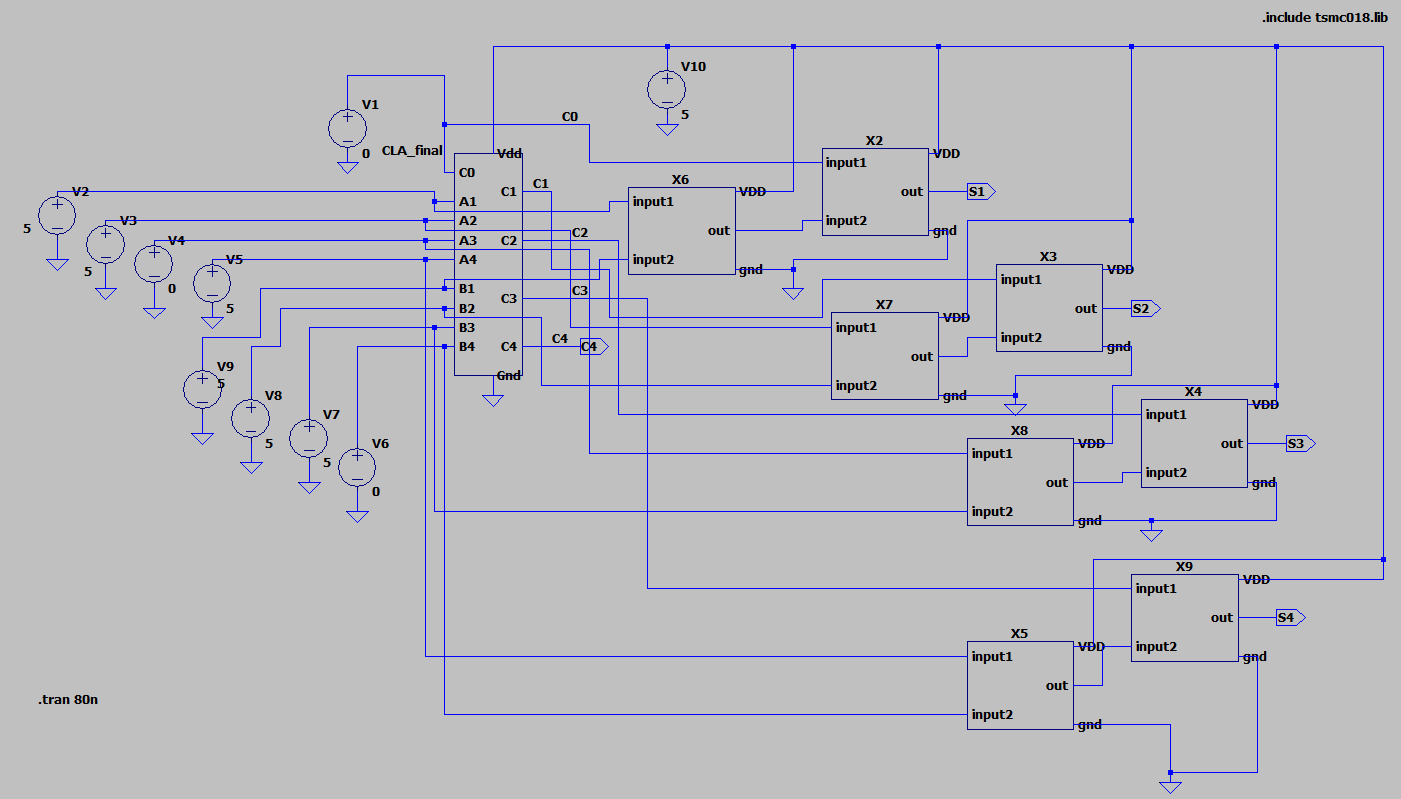 .include tsmc018.lib
V10
5
V1
0
C0
CLA_final
Vdd
C0
A1
A2
A3
A4
B1
B2
B3
B4
C1
C2
C3
C4
Gnd
C1
C2
C3
C4
C4
V2
5
V3
5
V4
0
V5
5
V9
5
V8
5
V7
5
V6
0
X6
input1
input2
VDD
out
gnd
X2
input1
input2
VDD
out
gnd
S1
X7
input1
input2
VDD
out
gnd
X3
input1
input2
VDD
out
gnd
S2
X8
input1
input2
VDD
out
gnd
X4
input1
input2
VDD
out
gnd
S3
X5
input1
input2
VDD
out
gnd
X9
input1
input2
VDD
out
gnd
S4
.tran 80n